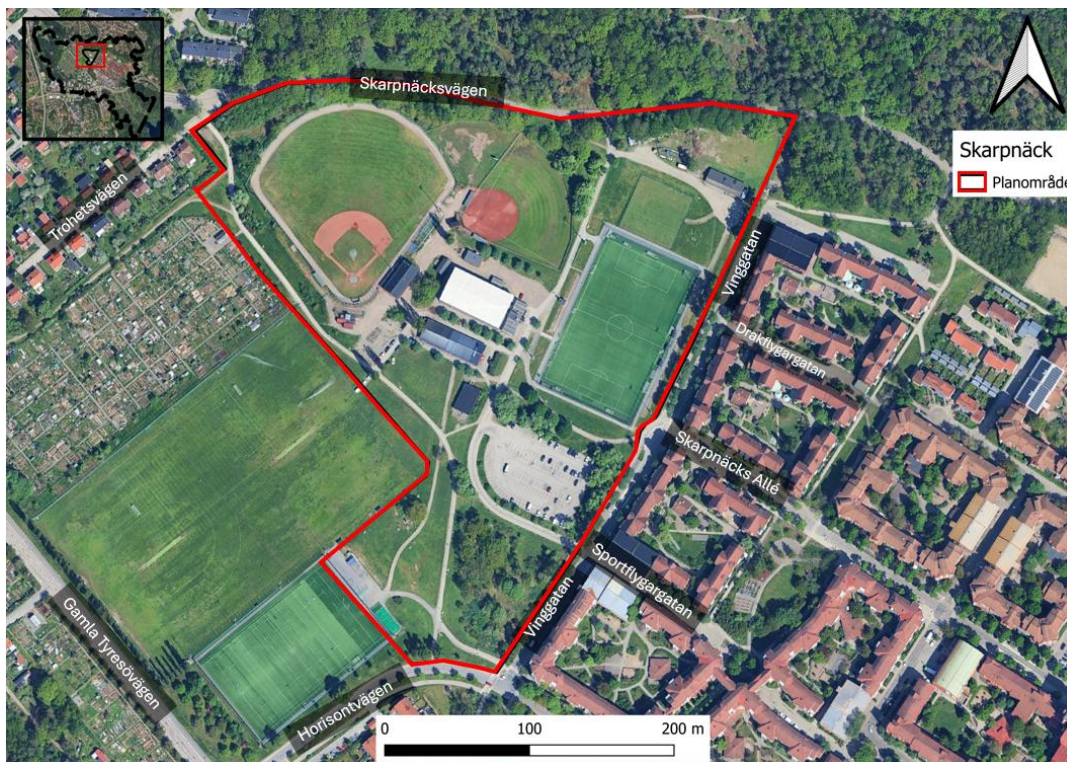 Skarpnäcksvägen
Skarpnäck
Planområde
Trohetsvägen
Vinggatan
Drakflygargatan
Skarpnäcks Allé
Sportflygargatan
Vinggatan
Gamla Tyresövägen
Horisontvägen
0 100 200 m